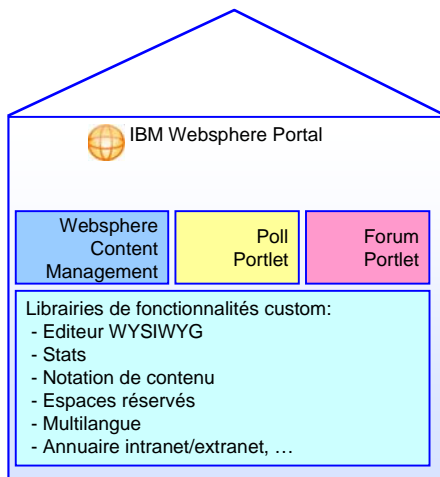 IBM Websphere Portal
Websphere
Content
Management
Poll
Portlet
Forum
Portlet
Librairies de fonctionnalités custom:
- Editeur WYSIWYG
- Stats
- Notation de contenu
- Espaces réservés
- Multilangue
- Annuaire intranet/extranet, …